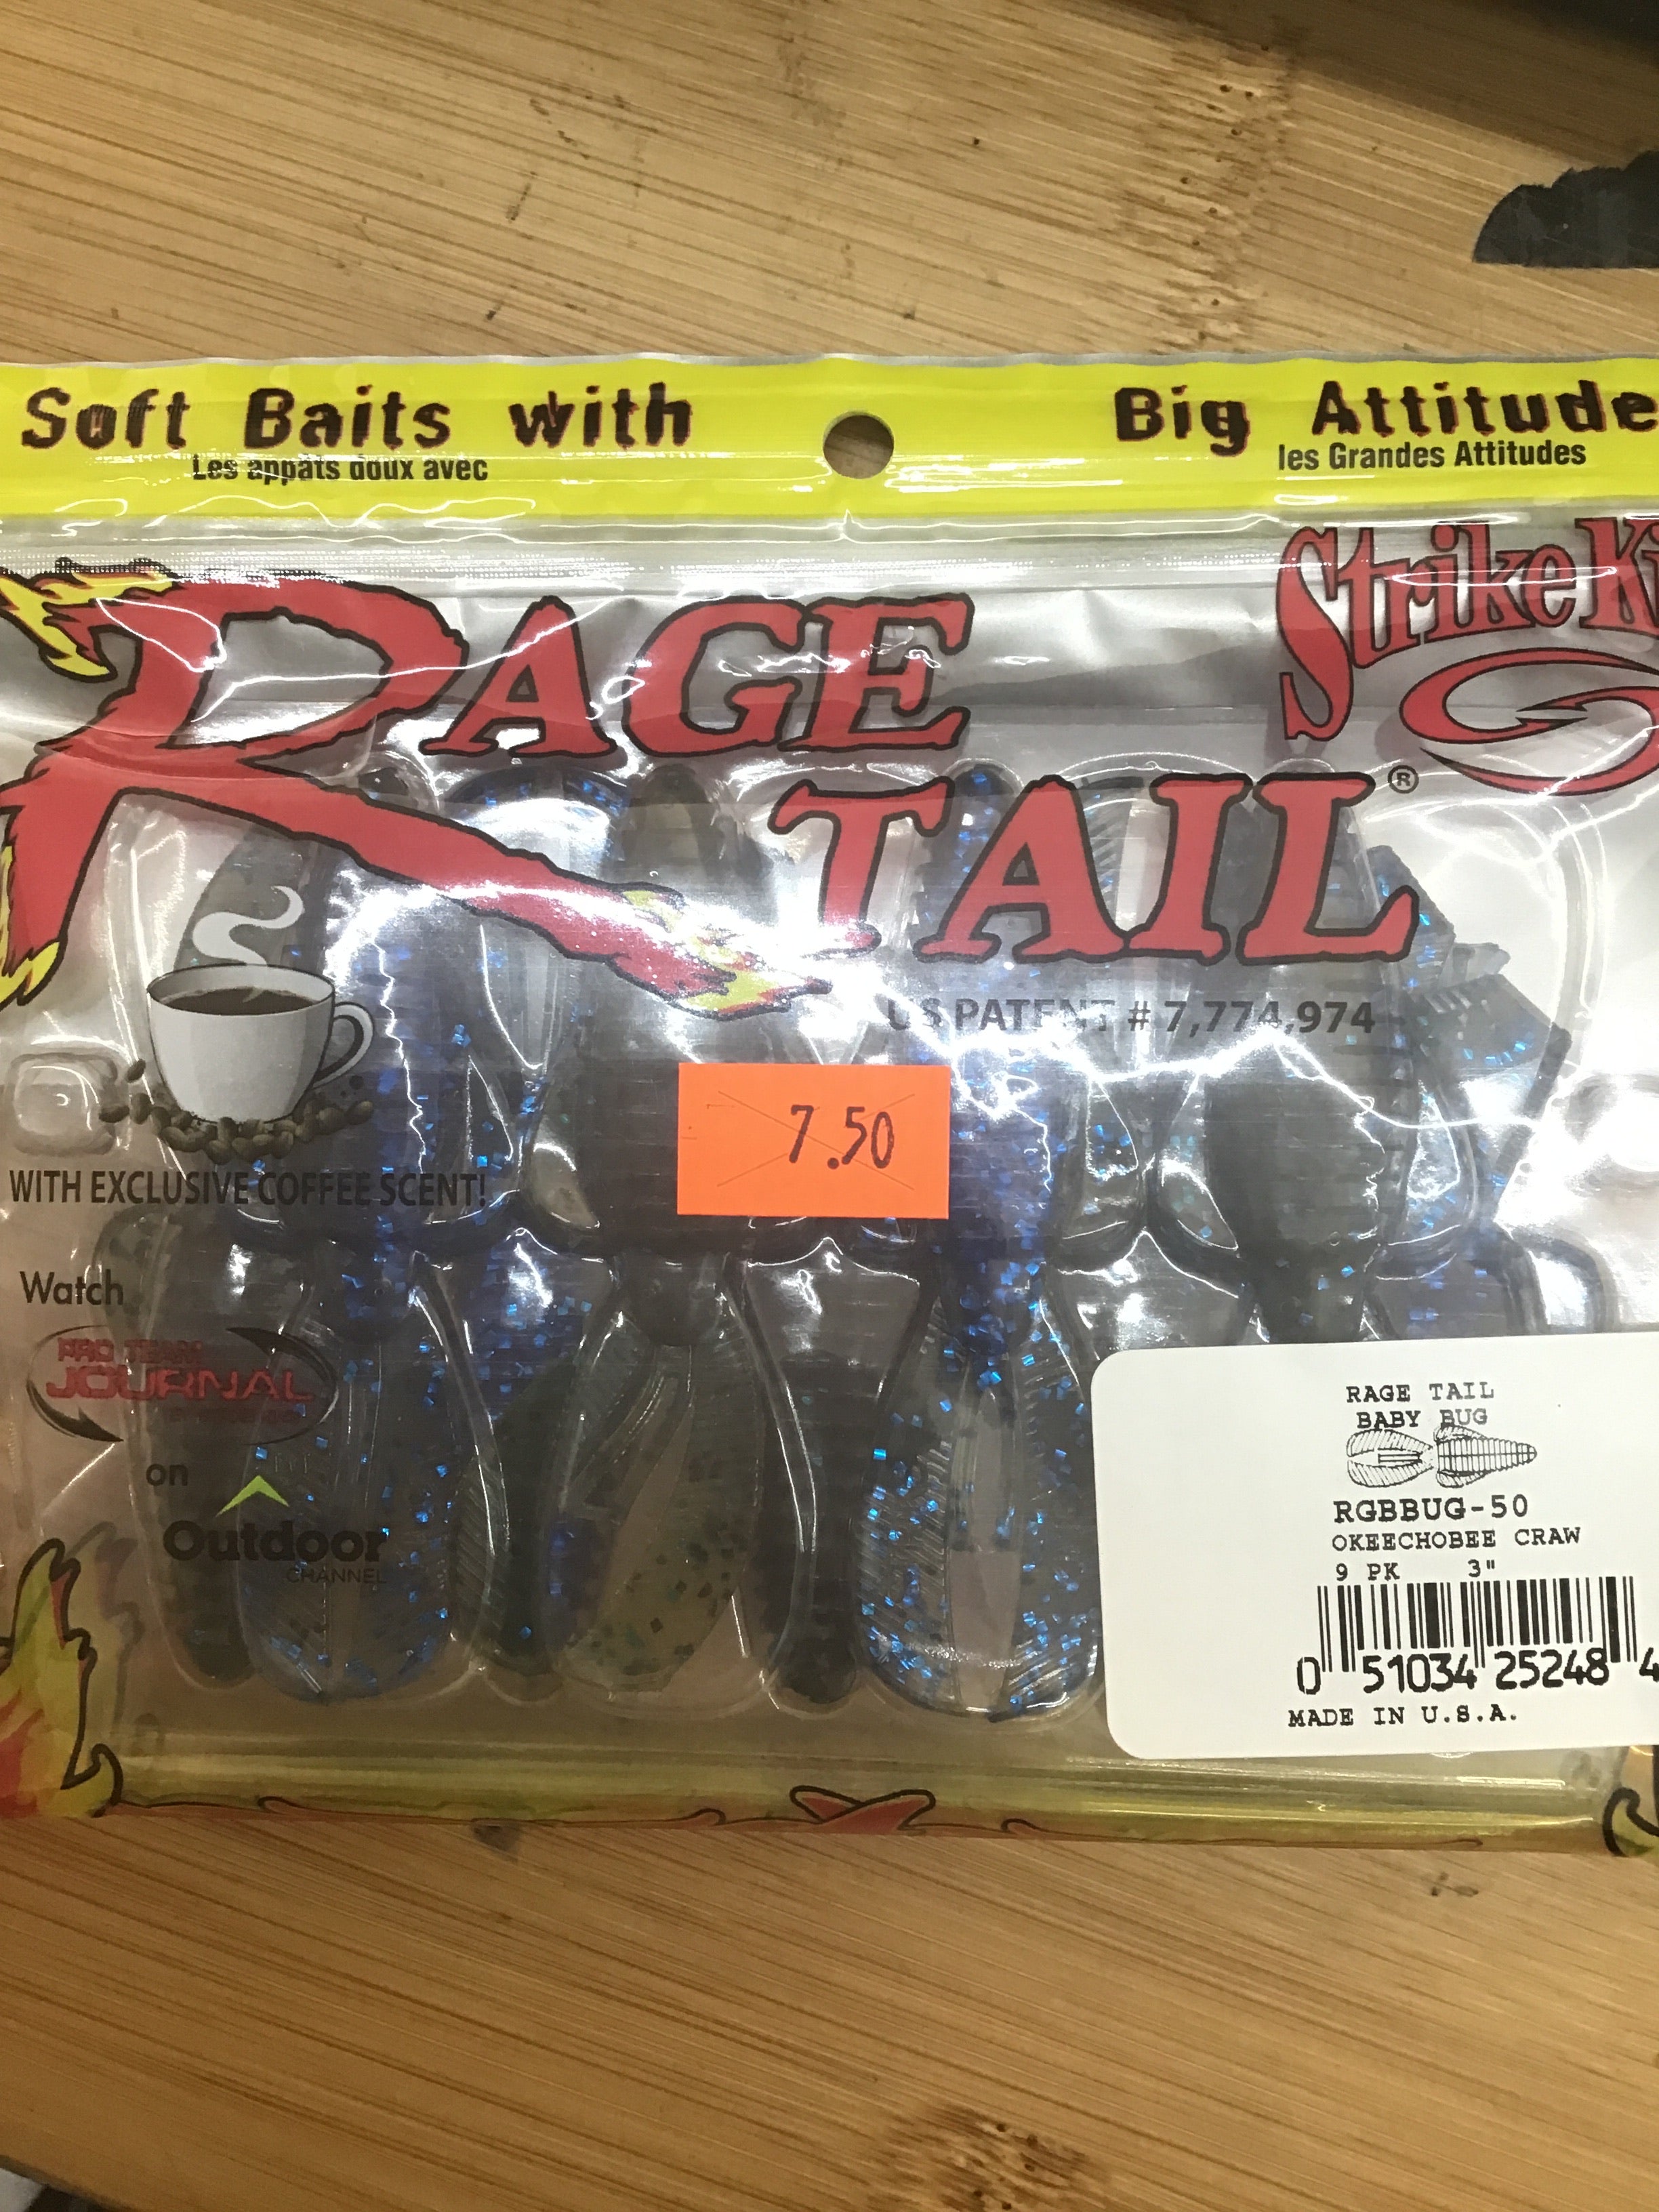 Soft Baits with Big Attitude
Les appâts doux avec les Grandes Attitudes
Strike
RAGE
TAIL®
US PATENT # 7,774,974
7.50
WITH EXCLUSIVE COFFEE SCENT!
Watch
PRO TEAM
JOURNAL
on
Outdoor
CHANNEL
RAGE TAIL
BABY BUG
RGBBUG-50
OKEECHOBEE CRAW
9 PK 3"
0 51034 25248 4
MADE IN U.S.A.